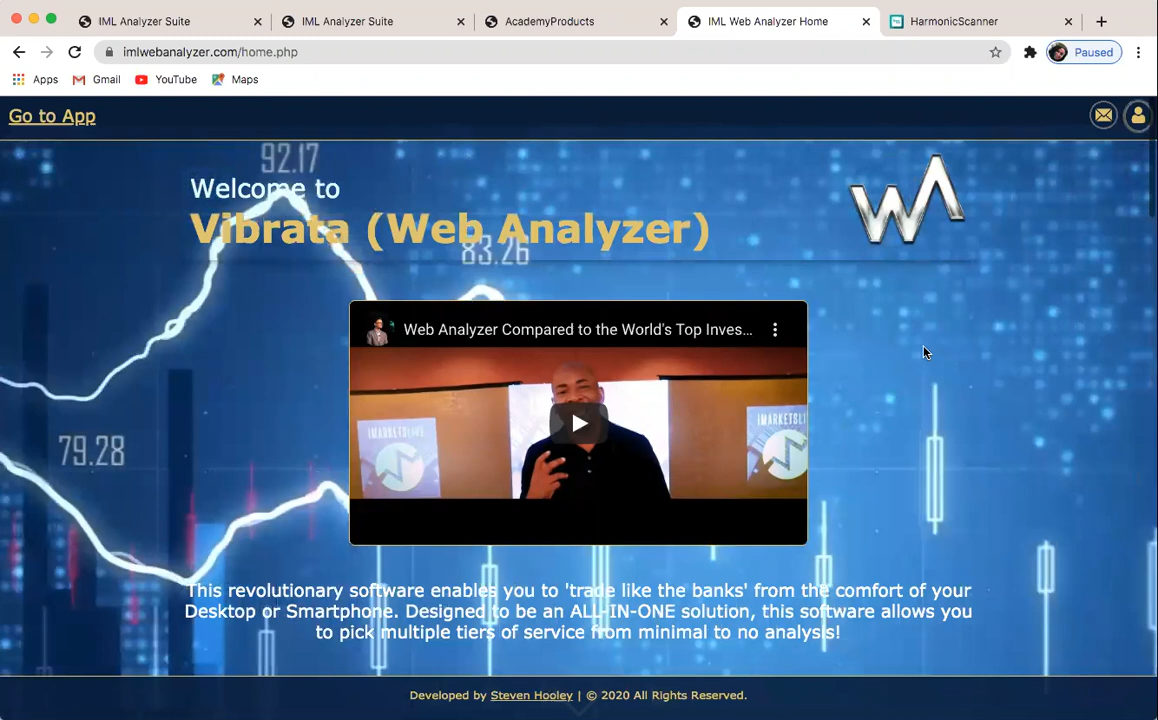 IML Analyzer Suite
IML Analyzer Suite
AcademyProducts
IML Web Analyzer Home
HarmonicScanner
imlwebanalyzer.com/home.php
Paused
Apps
Gmail
YouTube
Maps
Go to App
92.17
Welcome to
Vibrata (Web Analyzer)
WA
83.26
Web Analyzer Compared to the World's Top Inves...
IMARKETSLIVE
IMARKETSLI
79.28
This revolutionary software enables you to 'trade like the banks' from the comfort of your
Desktop or Smartphone. Designed to be an ALL-IN-ONE solution, this software allows you
to pick multiple tiers of service from minimal to no analysis!
Developed by Steven Hooley | © 2020 All Rights Reserved.